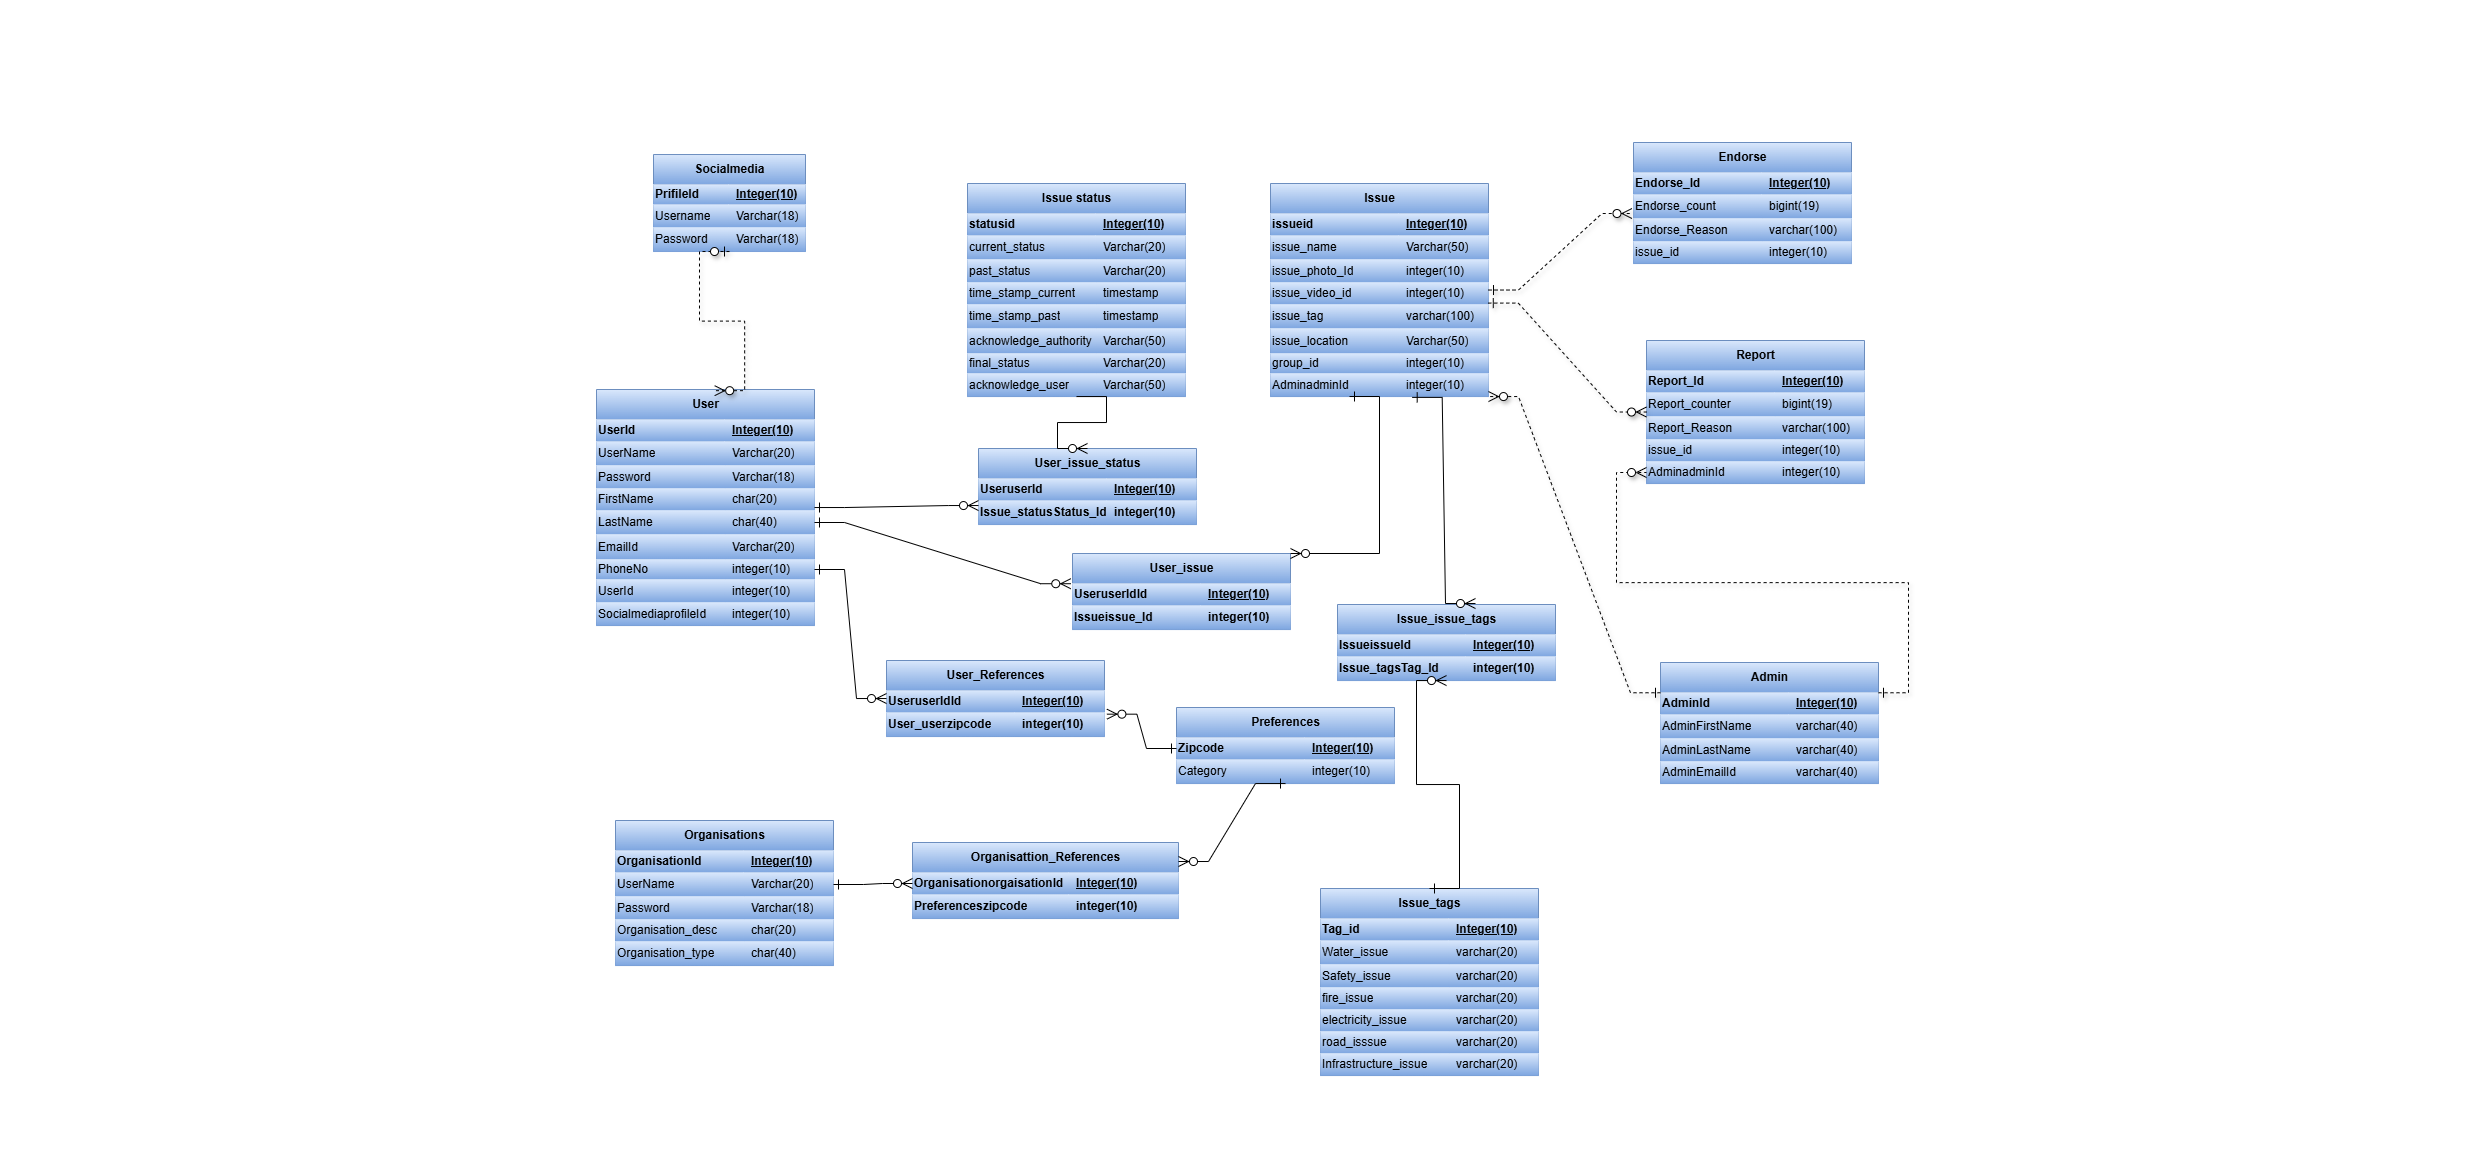 Socialmedia
PrifileId Integer(10)
Username Varchar(18)
Password Varchar(18)
Issue status
statusid Integer(10)
current_status Varchar(20)
past_status Varchar(20)
time_stamp_current timestamp
time_stamp_past timestamp
acknowledge_authority Varchar(50)
final_status Varchar(20)
acknowledge_user Varchar(50)
Issue
issueid Integer(10)
issue_name Varchar(50)
issue_photo_Id integer(10)
issue_video_id integer(10)
issue_tag varchar(100)
issue_location Varchar(50)
group_id integer(10)
AdminadminId integer(10)
Endorse
Endorse_Id Integer(10)
Endorse_count bigint(19)
Endorse_Reason varchar(100)
issue_id integer(10)
Report
Report_Id Integer(10)
Report_counter bigint(19)
Report_Reason varchar(100)
issue_id integer(10)
AdminadminId integer(10)
User
UserId Integer(10)
UserName Varchar(20)
Password Varchar(18)
FirstName char(20)
LastName char(40)
EmailId Varchar(20)
PhoneNo integer(10)
UserId integer(10)
SocialmediaprofileId integer(10)
User_issue_status
UseruserId Integer(10)
Issue_statusStatus_Id integer(10)
User_issue
UseruserIdId Integer(10)
Issueissue_Id integer(10)
Issue_issue_tags
IssueissueId Integer(10)
Issue_tagsTag_Id integer(10)
User_References
UseruserIdId Integer(10)
User_userzipcode integer(10)
Preferences
Zipcode Integer(10)
Category integer(10)
Admin
AdminId Integer(10)
AdminFirstName varchar(40)
AdminLastName varchar(40)
AdminEmailId varchar(40)
Organisations
OrganisationId Integer(10)
UserName Varchar(20)
Password Varchar(18)
Organisation_desc char(20)
Organisation_type char(40)
Organisattion_References
OrganisationorgaisationId Integer(10)
Preferenceszipcode integer(10)
Issue_tags
Tag_id Integer(10)
Water_issue varchar(20)
Safety_issue varchar(20)
fire_issue varchar(20)
electricity_issue varchar(20)
road_isssue varchar(20)
Infrastructure_issue varchar(20)